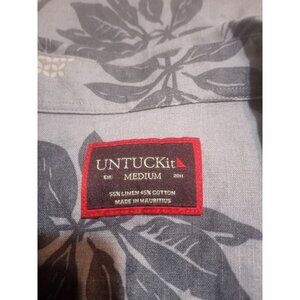 UNTUCKit
Est MEDIUM 2011
55% LINEN 45% COTTON
MADE IN MAURITIUS